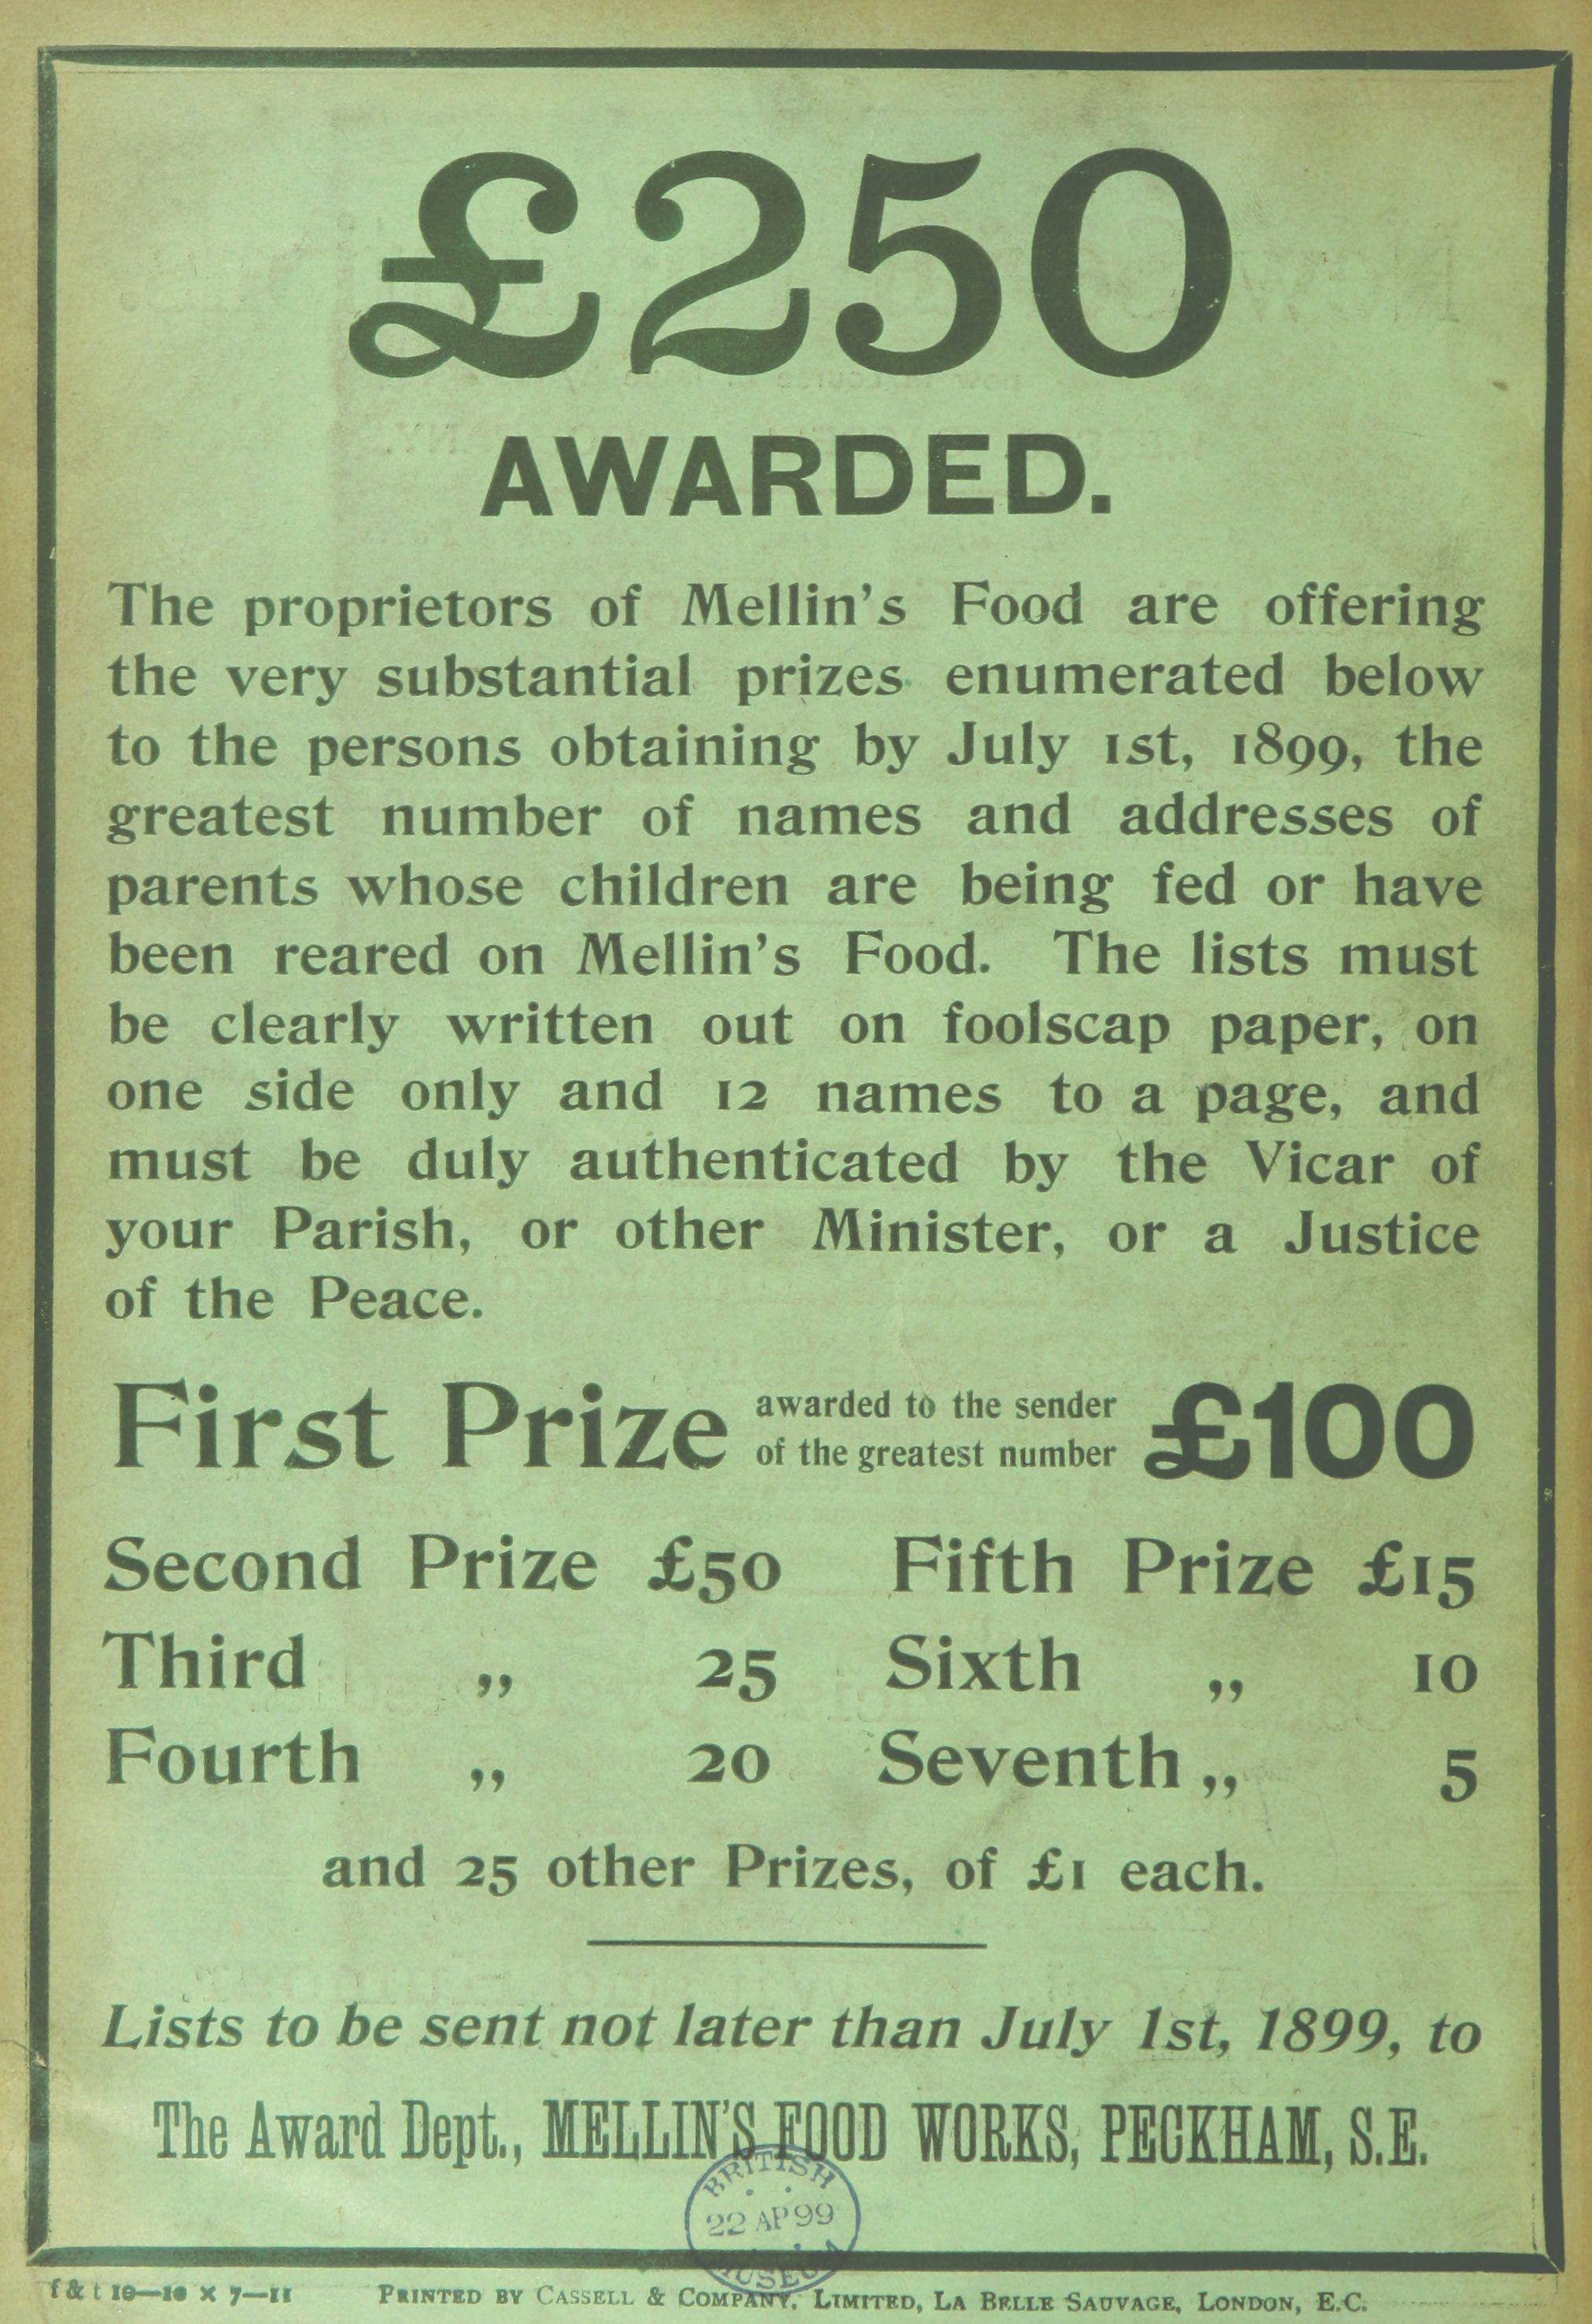 £250
AWARDED.
The proprietors of Mellin's Food are offering
the very substantial prizes enumerated below
to the persons obtaining by July 1st, 1899, the
greatest number of names and addresses of
parents whose children are being fed or have
been reared on Mellin's Food. The lists must
be clearly written out on foolscap paper, on
one side only and 12 names to a page, and
must be duly authenticated by the Vicar of
your Parish, or other Minister, or a Justice
of the Peace.
First Prize awarded to the sender of the greatest number £100
Second Prize £50 Fifth Prize £15
Third ,, 25 Sixth ,, 10
Fourth ,, 20 Seventh ,, 5
and 25 other Prizes, of £1 each.
Lists to be sent not later than July 1st, 1899, to
The Award Dept., MELLIN'S FOOD WORKS, PECKHAM, S.E.
BRITISH
22 AP 99
MUSEUM
f & t 10—10 × 7—11 PRINTED BY CASSELL & COMPANY, LIMITED, LA BELLE SAUVAGE, LONDON, E.C.